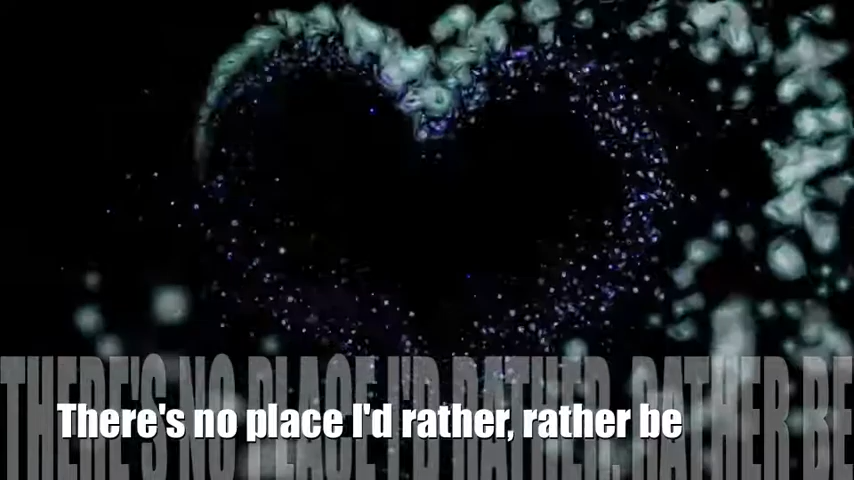 THERE'S NO PLACE I'D RATHER, RATHER BE
There's no place I'd rather, rather be